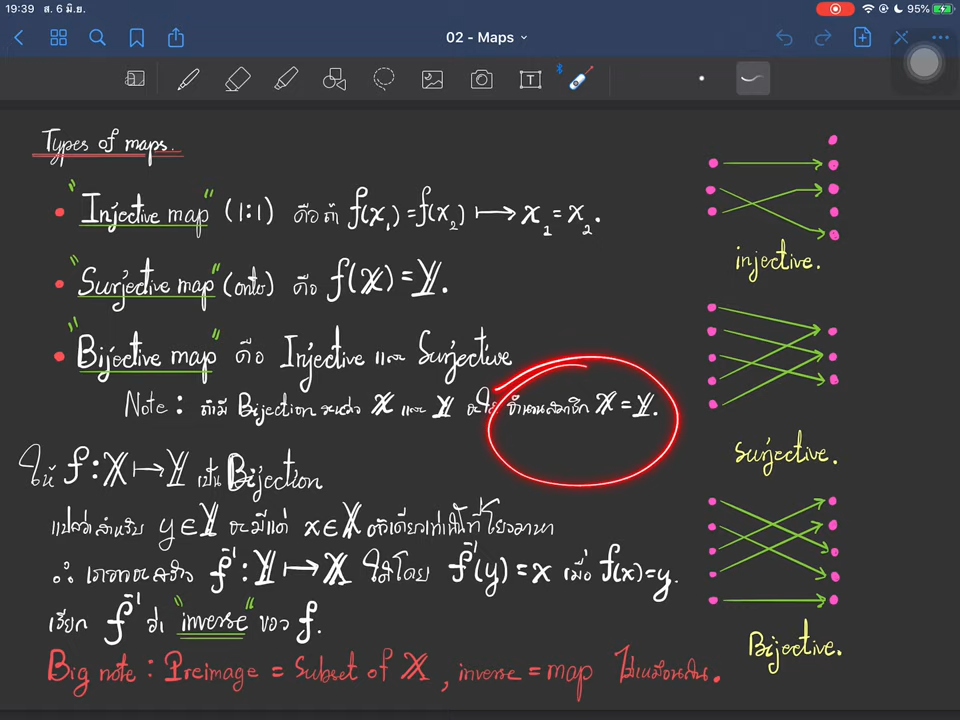 19:39 ส. 6 มิ.ย. 95%
02 - Maps
Types of maps.
"Injective map" (1:1) คือ ถ้า f(x₁) = f(x₂) ↦ x₁ = x₂.
"Surjective map" (onto) คือ f(X) = Y.
"Bijective map" คือ Injective และ Surjective
Note : ถ้ามี Bijection ระหว่าง X และ Y จะได้ จำนวนสมาชิก X = Y.
ให้ f : X ↦ Y เป็น Bijection
แปลว่าสำหรับ y ∈ Y จะมีแค่ x ∈ X ตัวเดียวเท่านั้นที่โยงมาหา
∴ เราจะสร้าง f⁻¹ : Y ↦ X ได้โดย f⁻¹(y) = x เมื่อ f(x) = y.
เรียก f⁻¹ ว่า "inverse" ของ f.
Big note : Preimage = Subset of X , inverse = map ไม่เหมือนกัน.
injective.
Surjective.
Bijective.